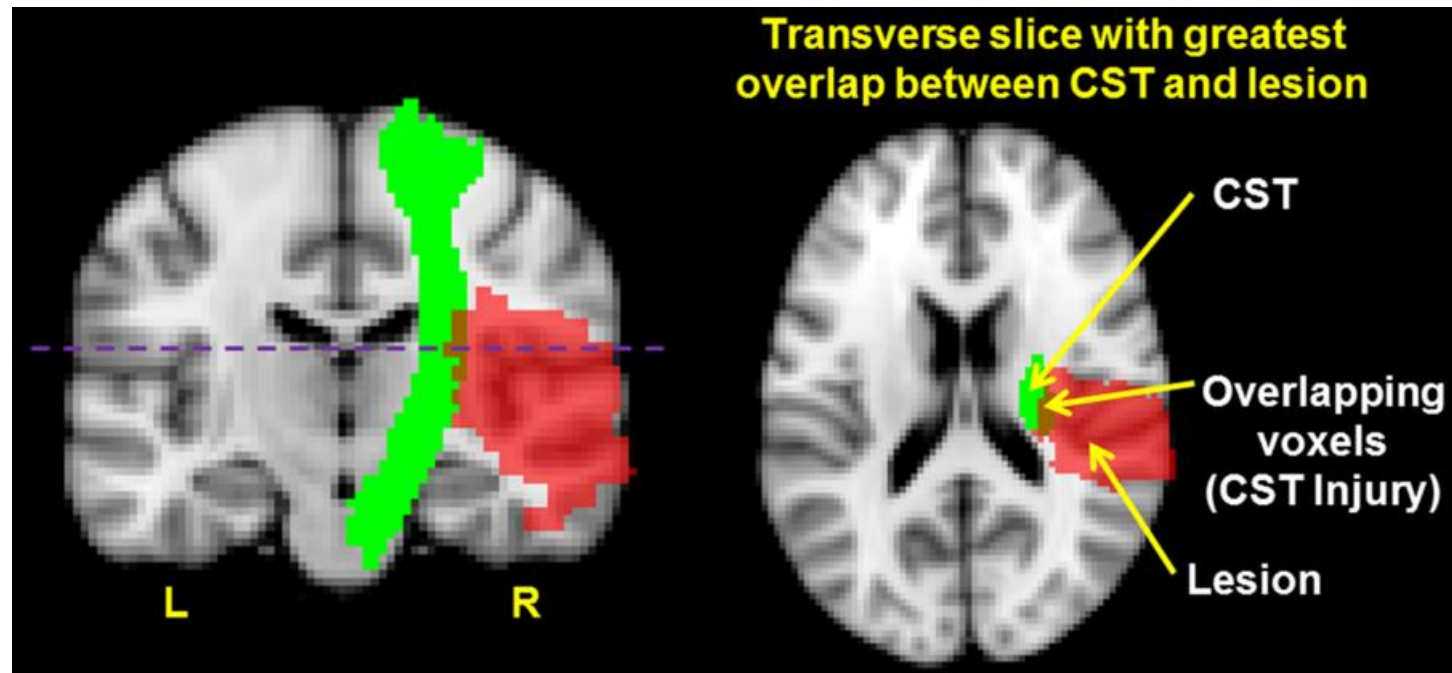 Transverse slice with greatest
overlap between CST and lesion
CST
Overlapping
voxels
(CST Injury)
Lesion
L
R